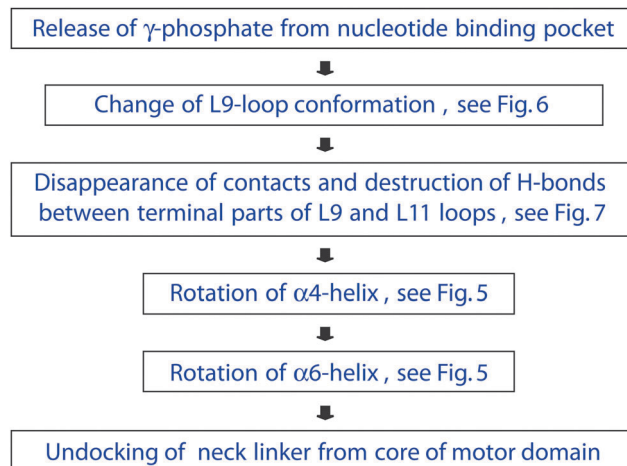 Release of γ-phosphate from nucleotide binding pocket
Change of L9-loop conformation , see Fig. 6
Disappearance of contacts and destruction of H-bonds
between terminal parts of L9 and L11 loops , see Fig. 7
Rotation of α4-helix , see Fig. 5
Rotation of α6-helix , see Fig. 5
Undocking of neck linker from core of motor domain